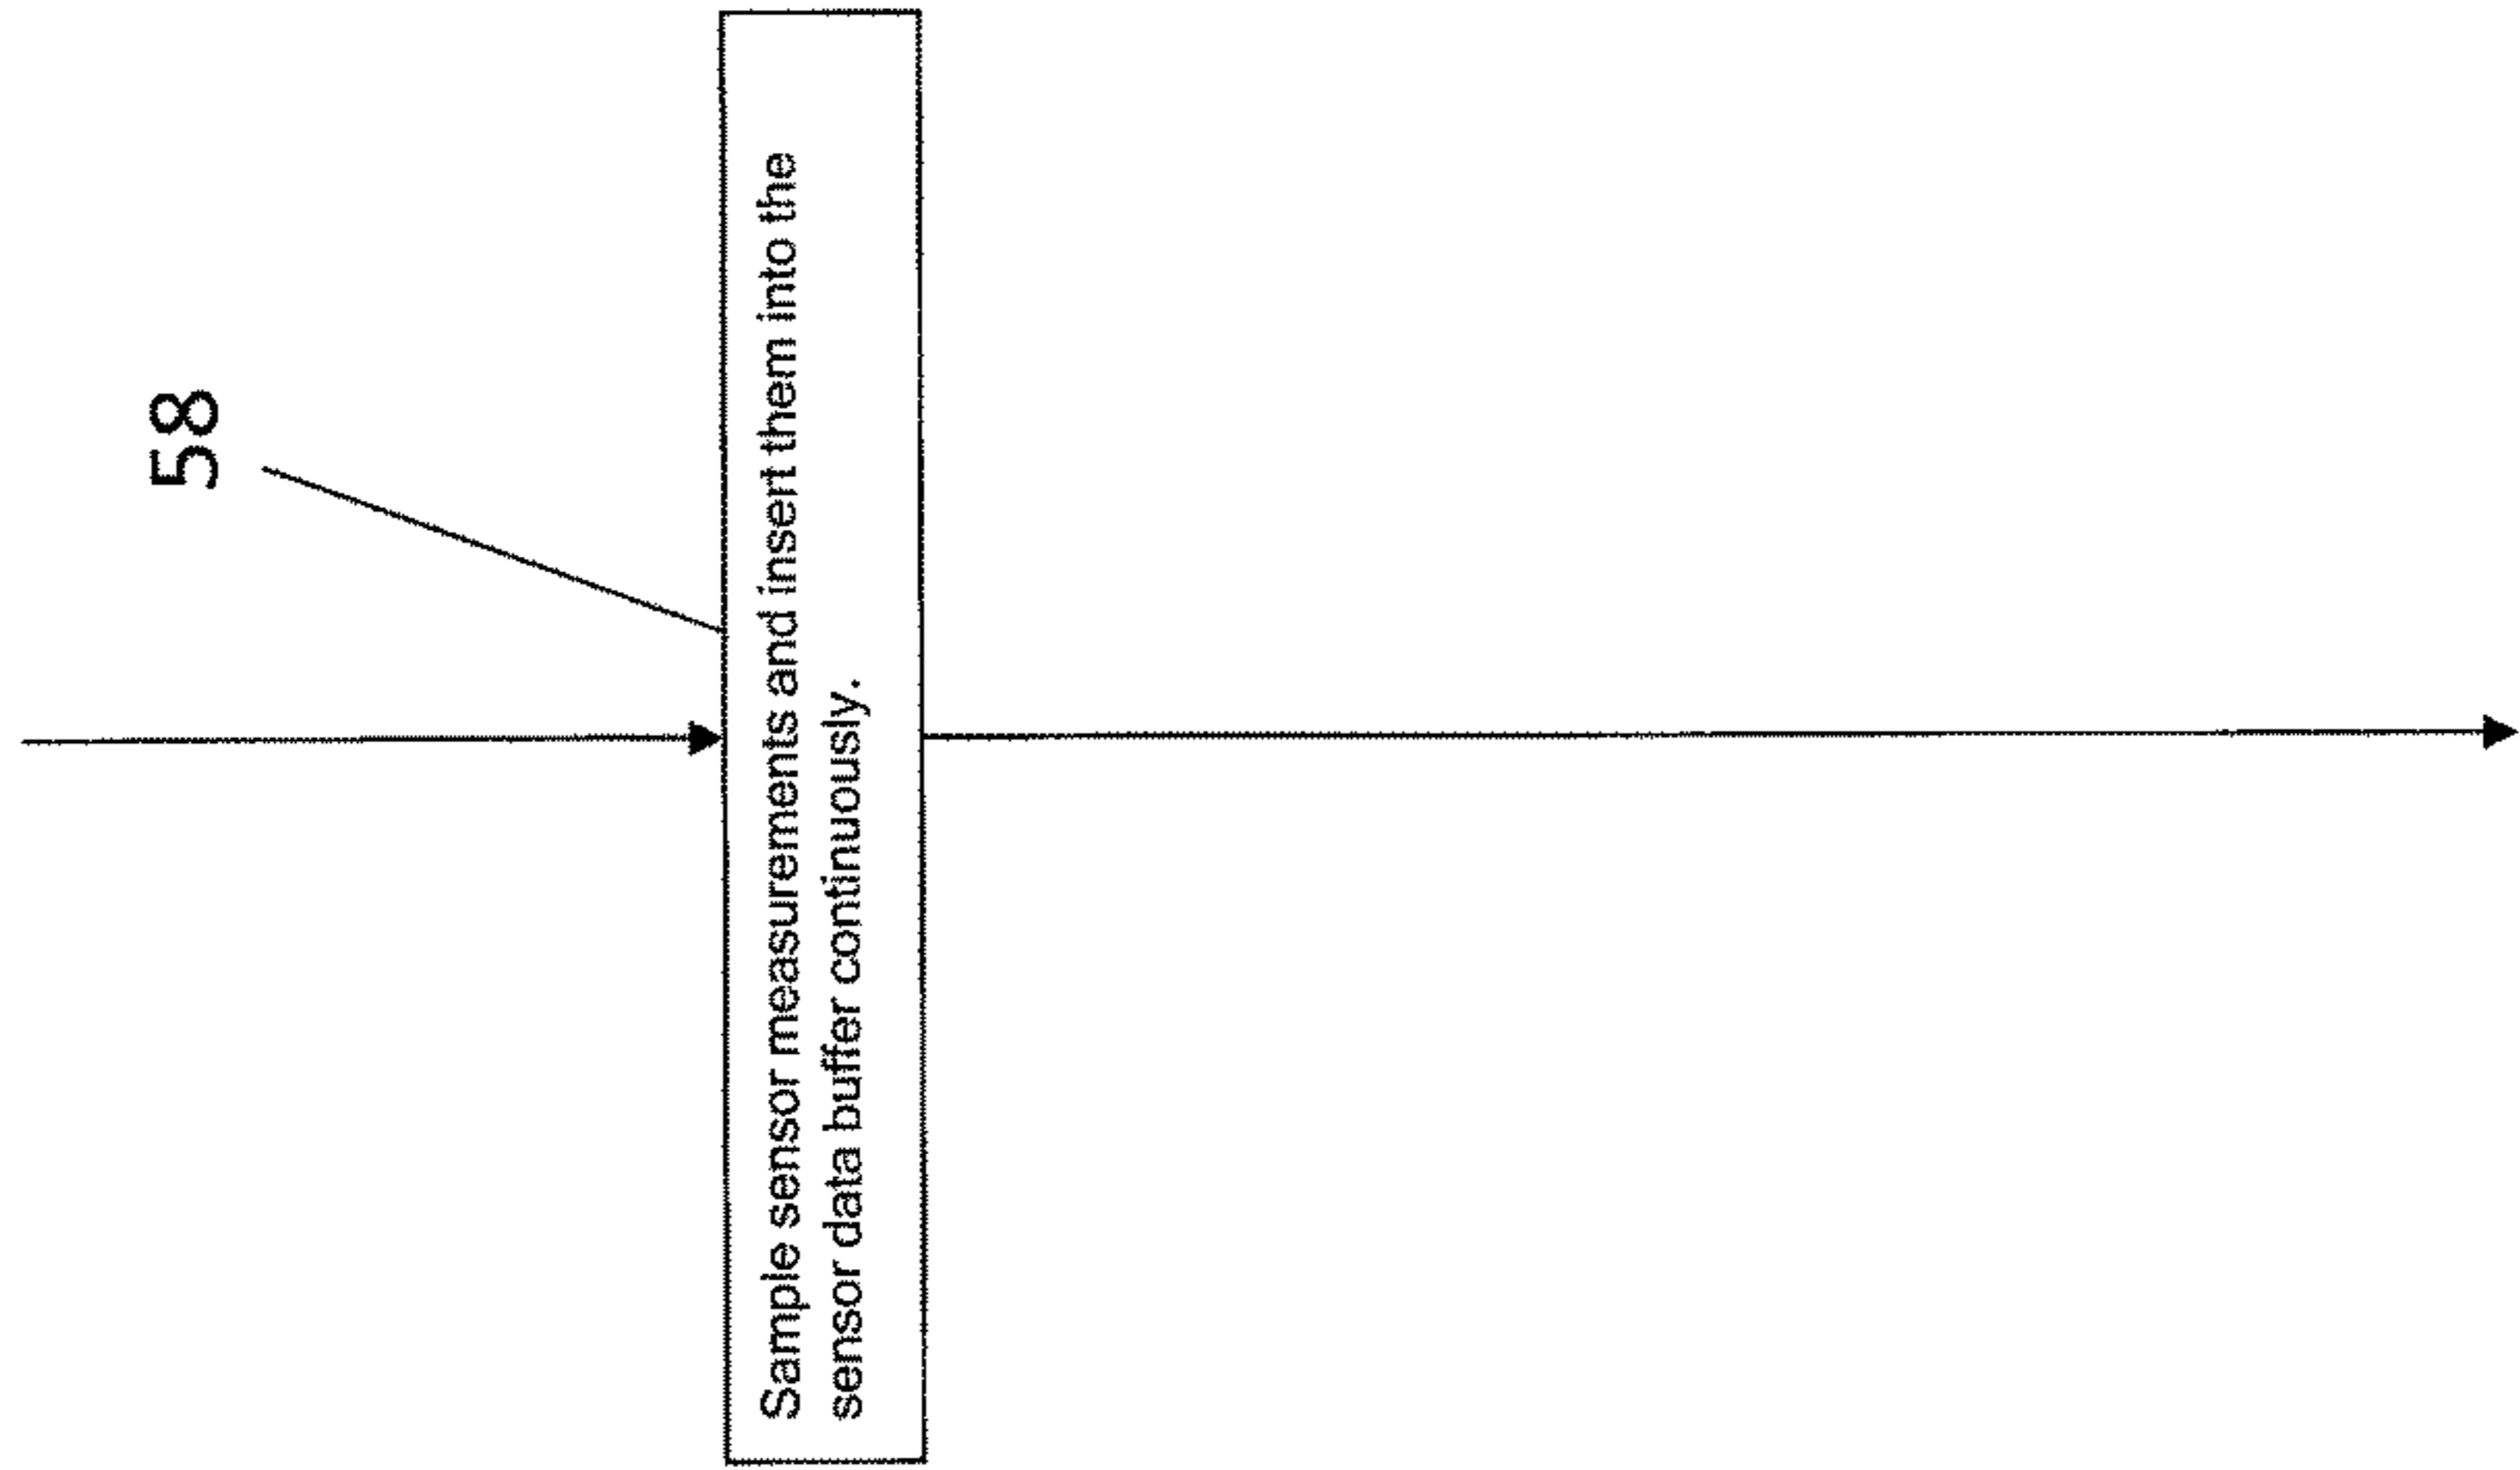 58
Sample sensor measurements and insert them into the
sensor data buffer continuously.